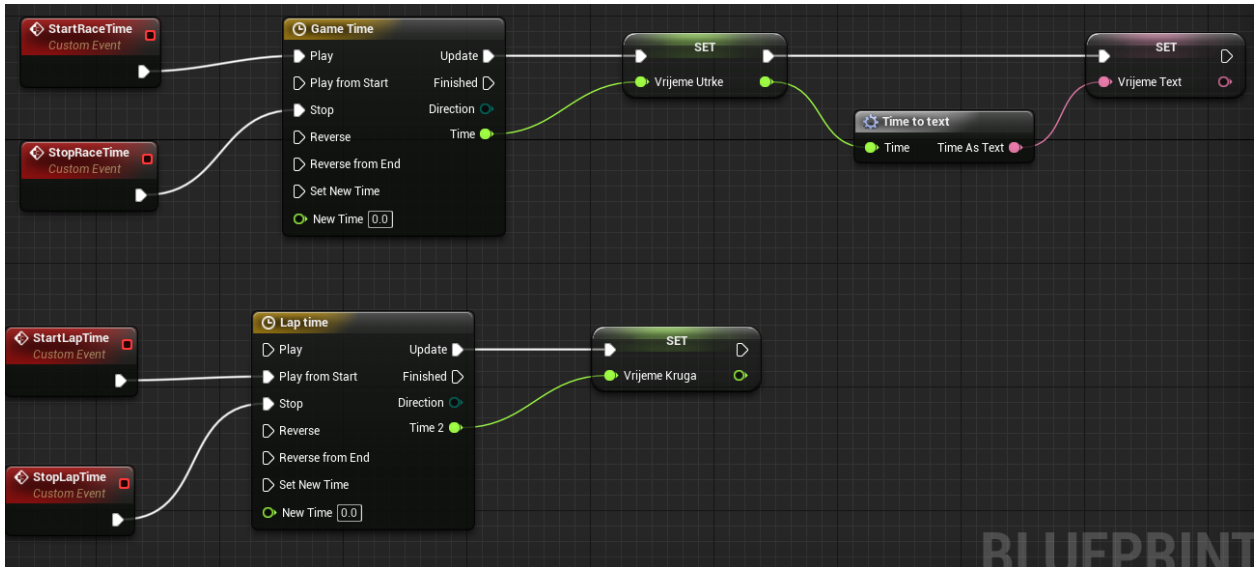 StartRaceTime
Custom Event
StopRaceTime
Custom Event
Game Time
Play
Update
Play from Start
Finished
Stop
Direction
Reverse
Time
Reverse from End
Set New Time
New Time 0.0
SET
Vrijeme Utrke
Time to text
Time
Time As Text
SET
Vrijeme Text
StartLapTime
Custom Event
StopLapTime
Custom Event
Lap time
Play
Update
Play from Start
Finished
Stop
Direction
Reverse
Time 2
Reverse from End
Set New Time
New Time 0.0
SET
Vrijeme Kruga
BLUEPRINT